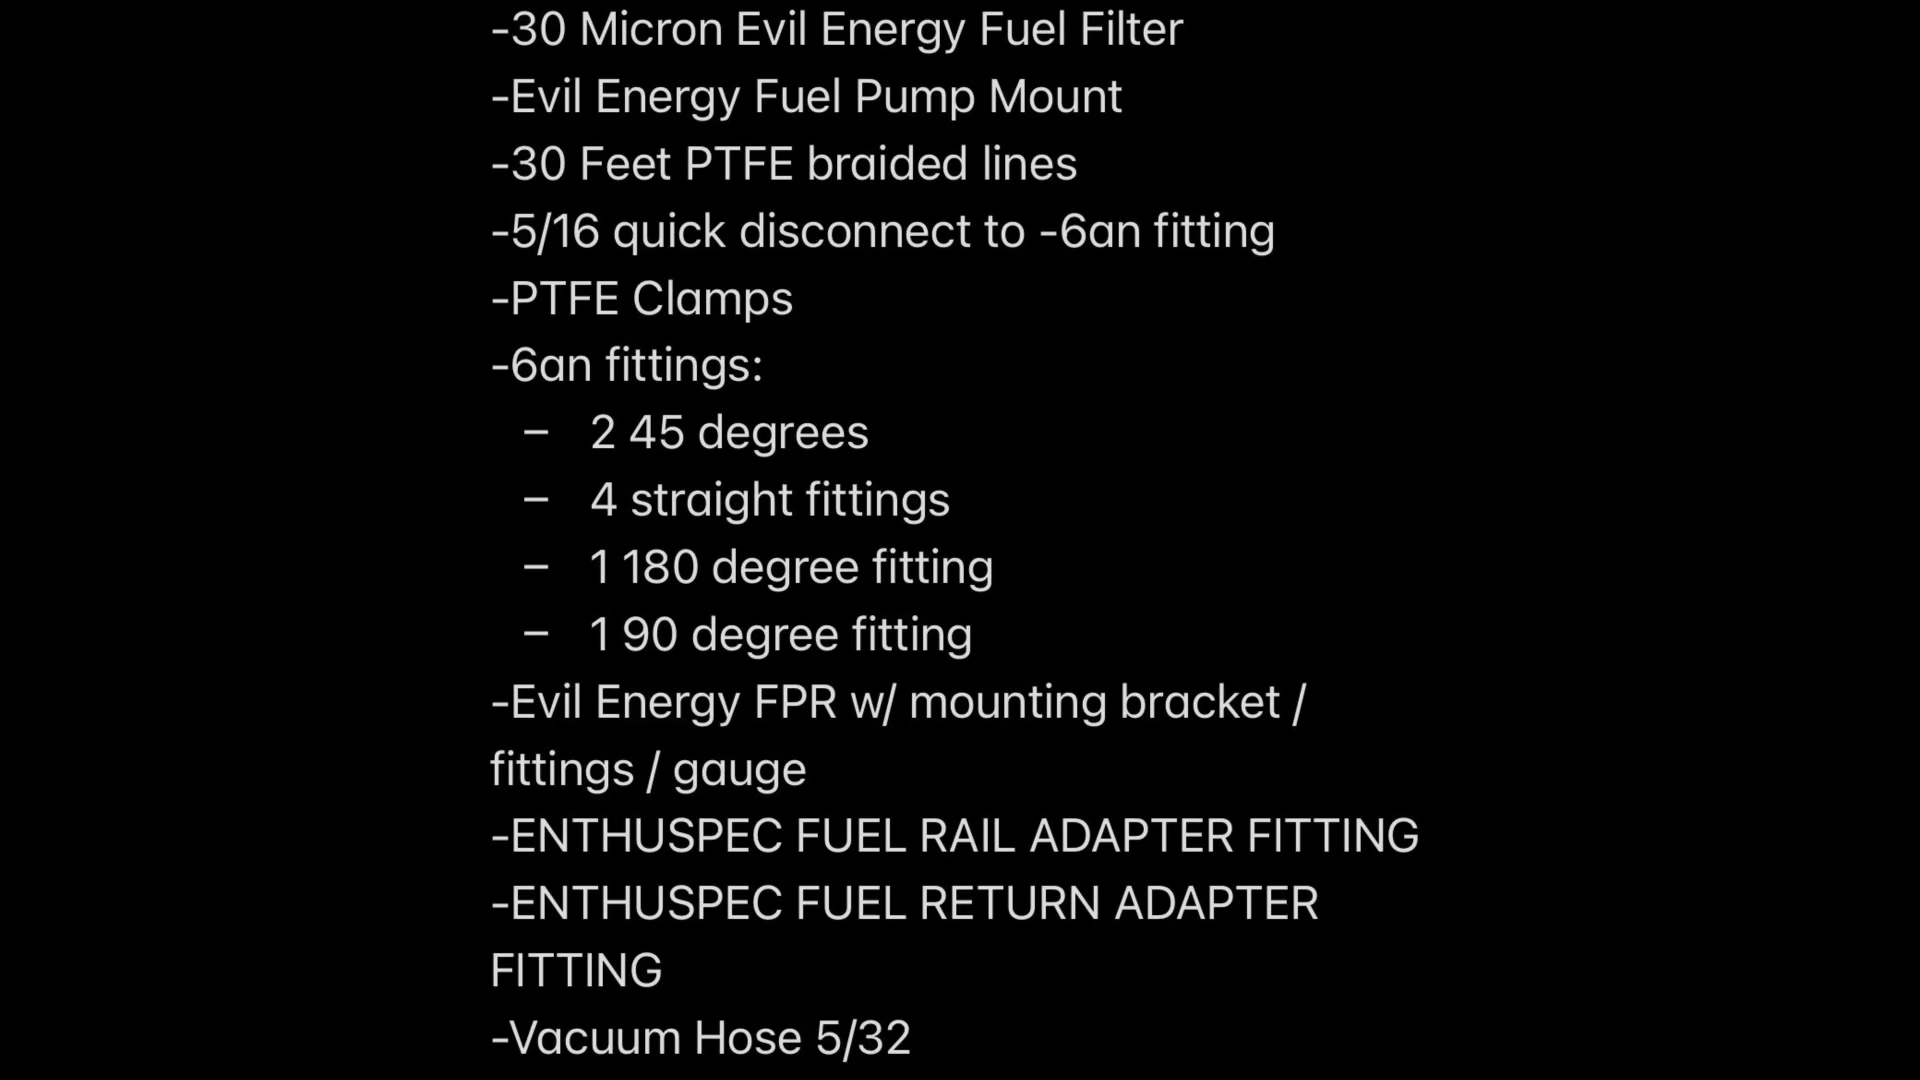 -30 Micron Evil Energy Fuel Filter
-Evil Energy Fuel Pump Mount
-30 Feet PTFE braided lines
-5/16 quick disconnect to -6an fitting
-PTFE Clamps
-6an fittings:
– 2 45 degrees
– 4 straight fittings
– 1 180 degree fitting
– 1 90 degree fitting
-Evil Energy FPR w/ mounting bracket /
fittings / gauge
-ENTHUSPEC FUEL RAIL ADAPTER FITTING
-ENTHUSPEC FUEL RETURN ADAPTER
FITTING
-Vacuum Hose 5/32